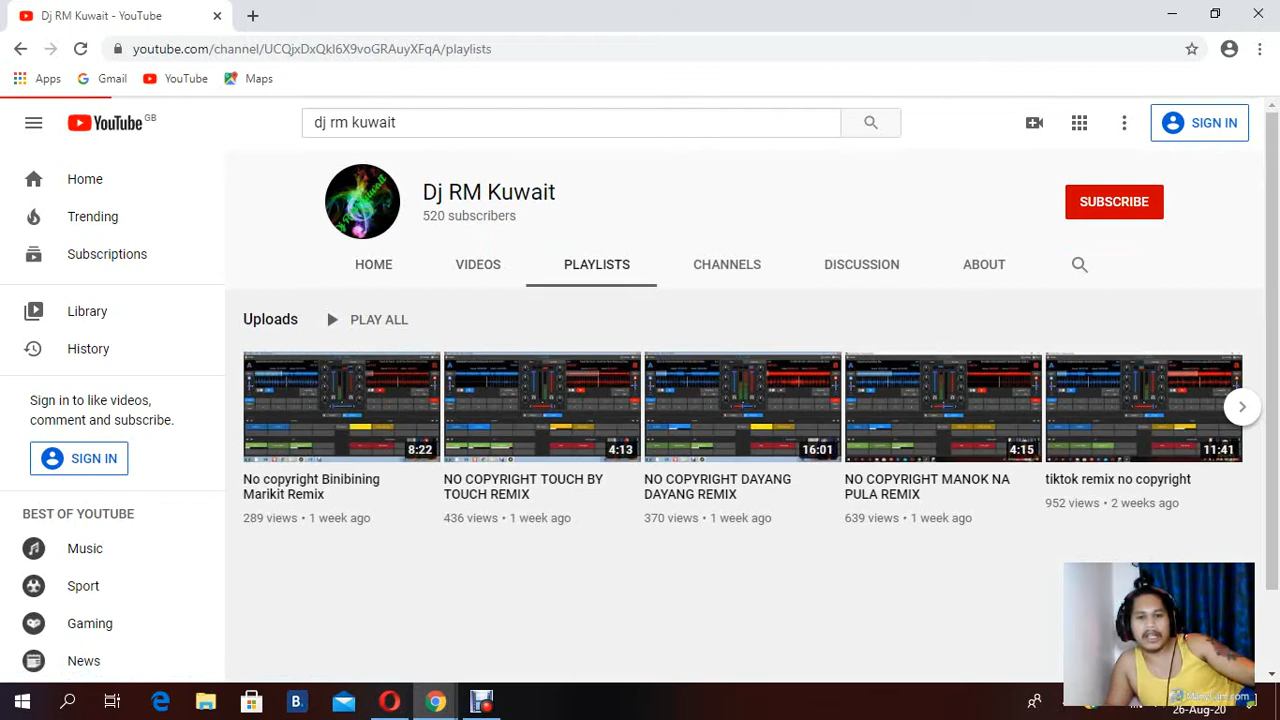 Dj RM Kuwait - YouTube
youtube.com/channel/UCQjxDxQkl6X9voGRAuyXFqA/playlists
Apps Gmail YouTube Maps
YouTube GB
dj rm kuwait
SIGN IN
Home
Trending
Subscriptions
Library
History
Sign in to like videos,
comment and subscribe.
SIGN IN
BEST OF YOUTUBE
Music
Sport
Gaming
News
Dj RM Kuwait
520 subscribers
SUBSCRIBE
HOME VIDEOS PLAYLISTS CHANNELS DISCUSSION ABOUT
Uploads PLAY ALL
8:22
No copyright Binibining
Marikit Remix
289 views • 1 week ago
4:13
NO COPYRIGHT TOUCH BY
TOUCH REMIX
436 views • 1 week ago
16:01
NO COPYRIGHT DAYANG
DAYANG REMIX
370 views • 1 week ago
4:15
NO COPYRIGHT MANOK NA
PULA REMIX
639 views • 1 week ago
11:41
tiktok remix no copyright
952 views • 2 weeks ago
ManyCam.com
B.
26-Aug-20